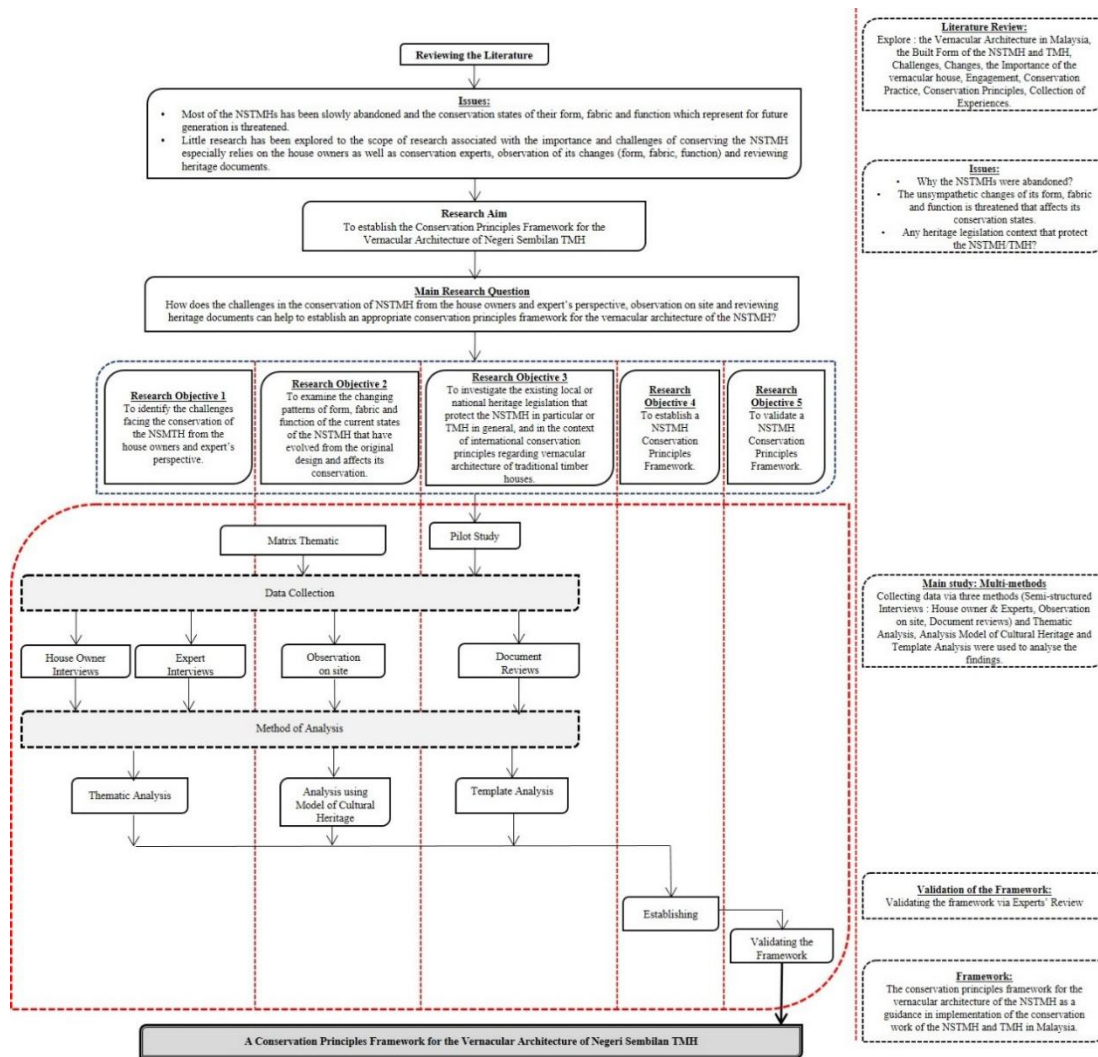 Reviewing the Literature
Issues:
• Most of the NSTMHs has been slowly abandoned and the conservation states of their form, fabric and function which represent for future
generation is threatened.
• Little research has been explored to the scope of research associated with the importance and challenges of conserving the NSTMH
especially relies on the house owners as well as conservation experts, observation of its changes (form, fabric, function) and reviewing
heritage documents.
Research Aim
To establish the Conservation Principles Framework for the
Vernacular Architecture of Negeri Sembilan TMH
Main Research Question
How does the challenges in the conservation of NSTMH from the house owners and expert's perspective, observation on site and reviewing
heritage documents can help to establish an appropriate conservation principles framework for the vernacular architecture of the NSTMH?
Research Objective 1
To identify the challenges
facing the conservation of
the NSMTH from the
house owners and expert's
perspective.
Research Objective 2
To examine the changing
patterns of form, fabric and
function of the current states
of the NSTMH that have
evolved from the original
design and affects its
conservation.
Research Objective 3
To investigate the existing local or
national heritage legislation that
protect the NSTMH in particular or
TMH in general, and in the context
of international conservation
principles regarding vernacular
architecture of traditional timber
houses.
Research
Objective 4
To establish a
NSTMH
Conservation
Principles
Framework.
Research
Objective 5
To validate a
NSTMH
Conservation
Principles
Framework.
Matrix Thematic
Pilot Study
Data Collection
House Owner
Interviews
Expert
Interviews
Observation
on site
Document
Reviews
Method of Analysis
Thematic Analysis
Analysis using
Model of Cultural
Heritage
Template Analysis
Establishing
Validating the
Framework
A Conservation Principles Framework for the Vernacular Architecture of Negeri Sembilan TMH
Literature Review:
Explore : the Vernacular Architecture in Malaysia,
the Built Form of the NSTMH and TMH,
Challenges, Changes, the Importance of the
vernacular house, Engagement, Conservation
Practice, Conservation Principles, Collection of
Experiences.
Issues:
• Why the NSTMHs were abandoned?
• The unsympathetic changes of its form, fabric
and function is threatened that affects its
conservation states.
• Any heritage legislation context that protect
the NSTMH/TMH?
Main study: Multi-methods
Collecting data via three methods (Semi-structured
Interviews : House owner & Experts, Observation
on site, Document reviews) and Thematic
Analysis, Analysis Model of Cultural Heritage and
Template Analysis were used to analyse the
findings.
Validation of the Framework:
Validating the framework via Experts' Review
Framework:
The conservation principles framework for the
vernacular architecture of the NSTMH as a
guidance in implementation of the conservation
work of the NSTMH and TMH in Malaysia.